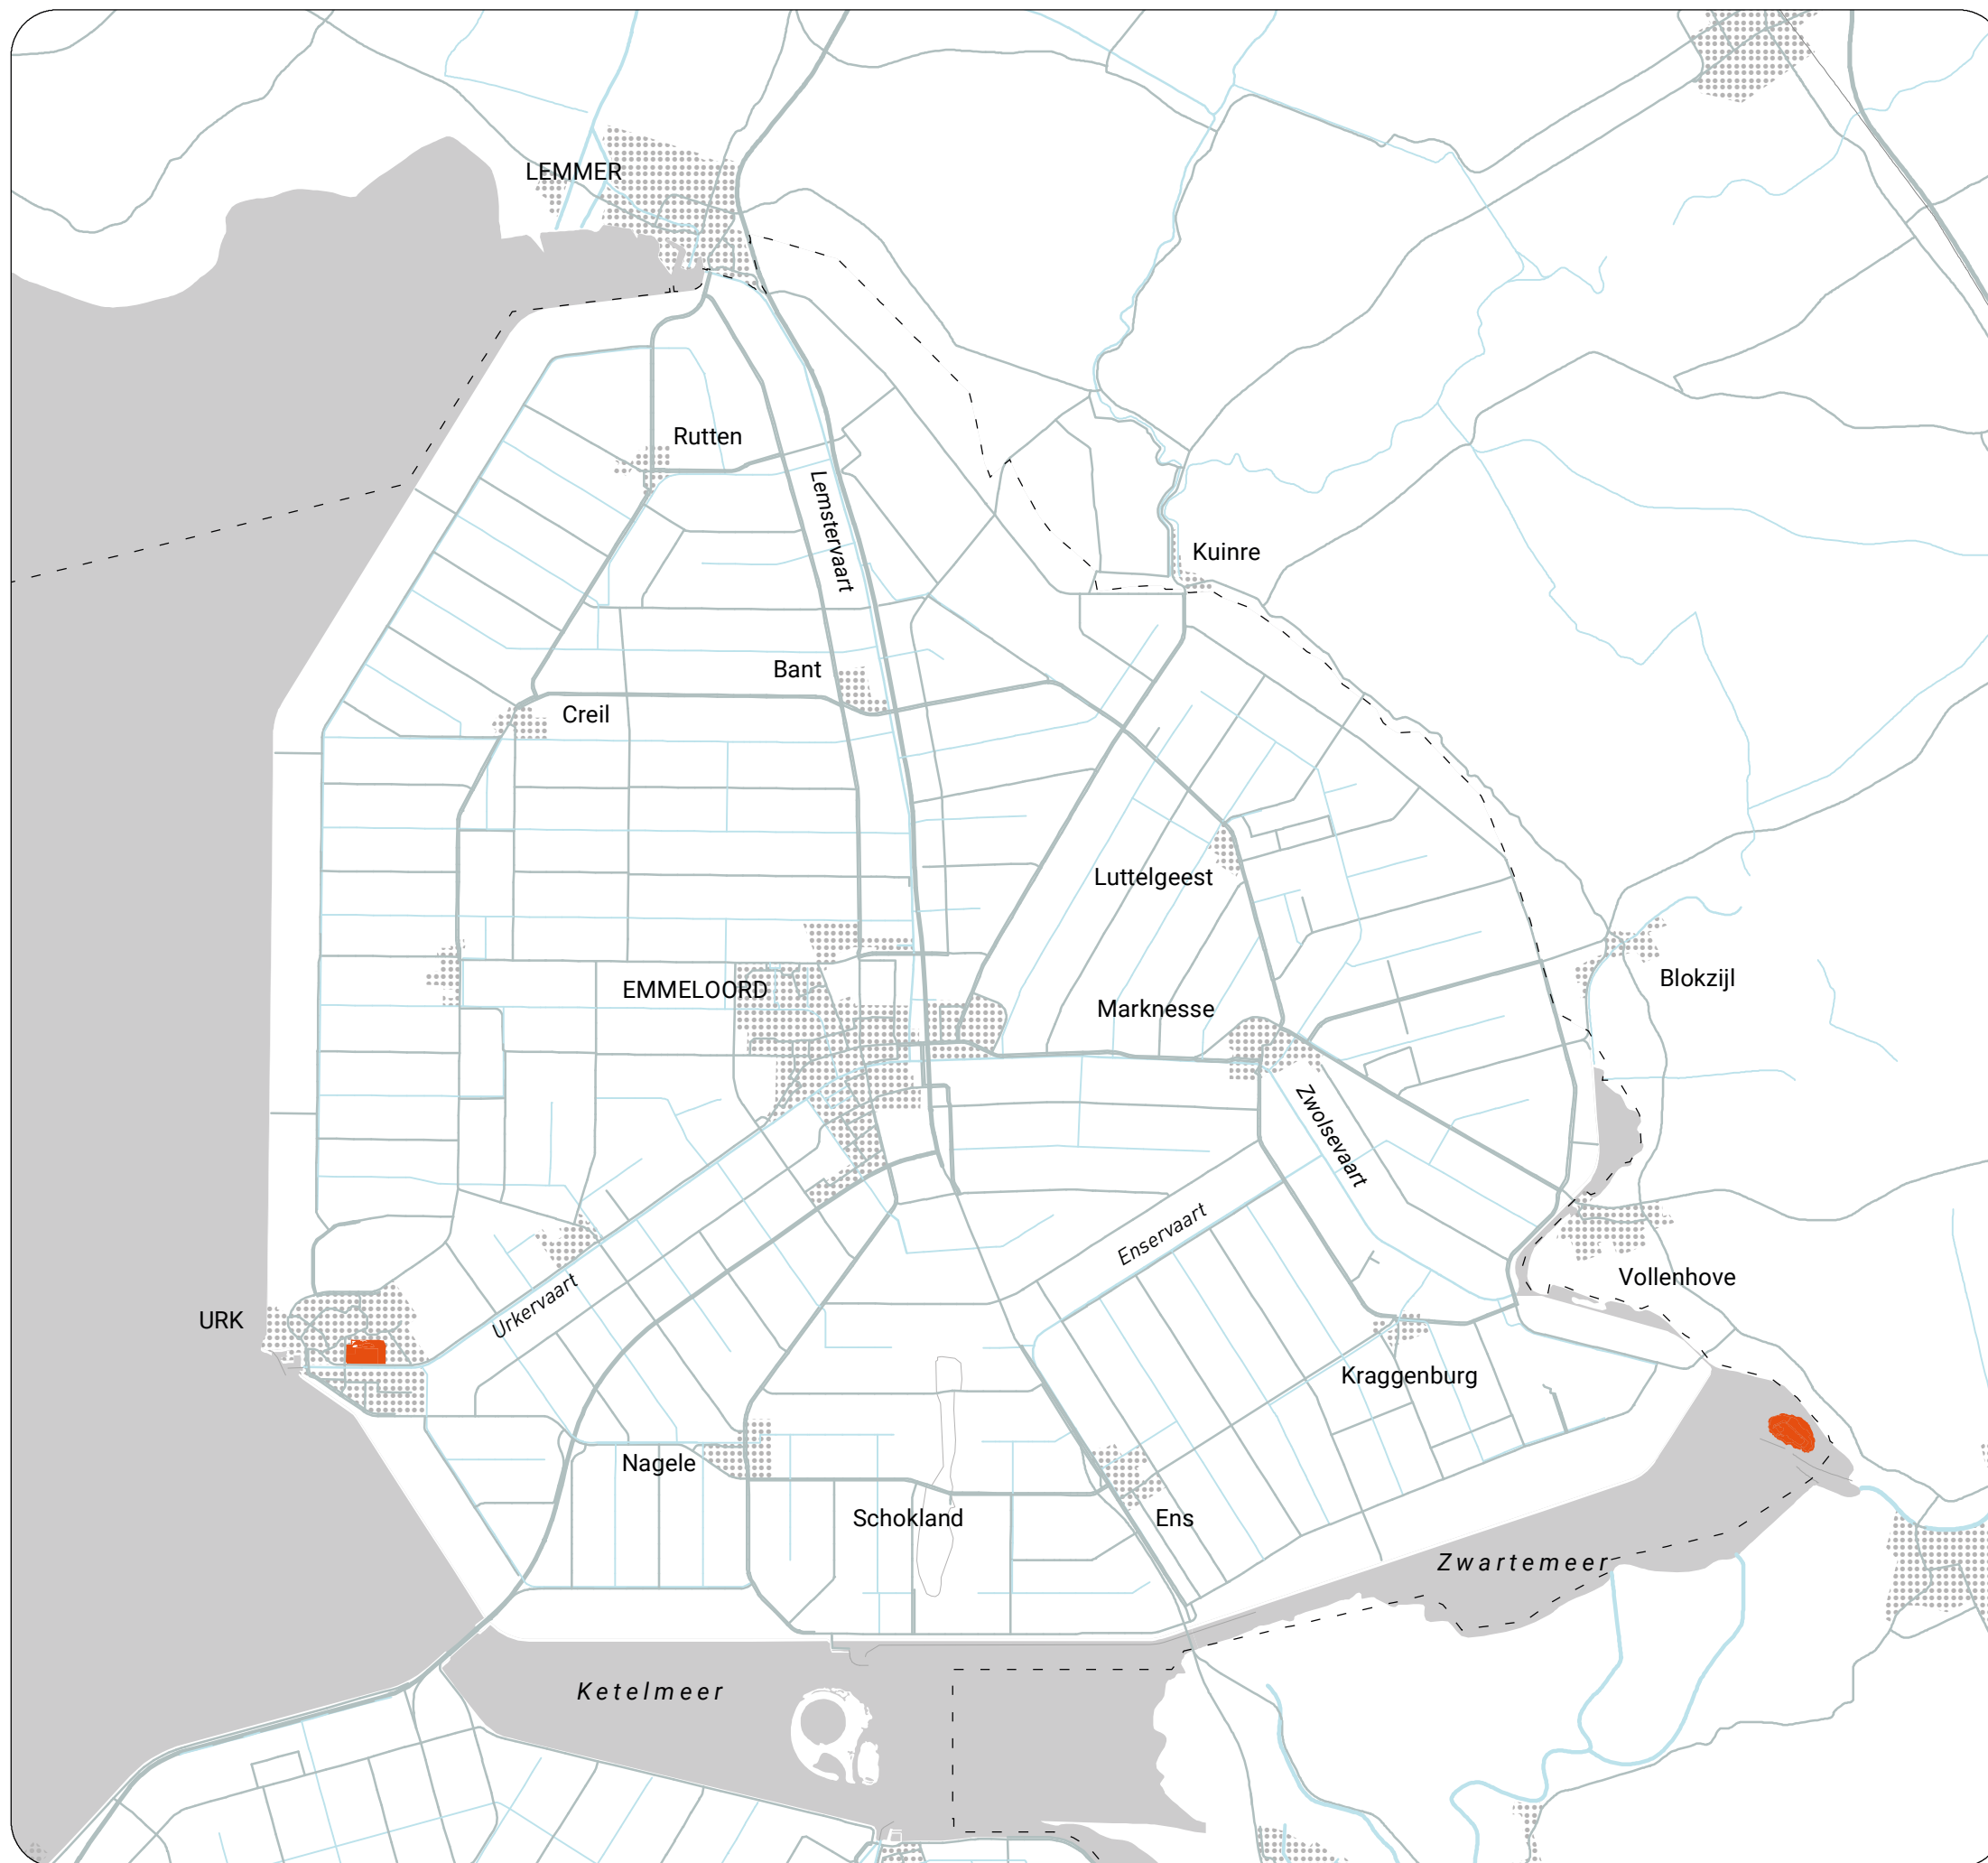 LEMMER
Rutten
Lemstervaart
Kuinre
Bant
Creil
Luttelgeest
EMMELOORD
Blokzijl
Marknesse
Zwolsevaart
Enservaart
Vollenhove
Urkervaart
URK
Kraggenburg
Nagele
Schokland
Ens
Zwartemeer
Ketelmeer